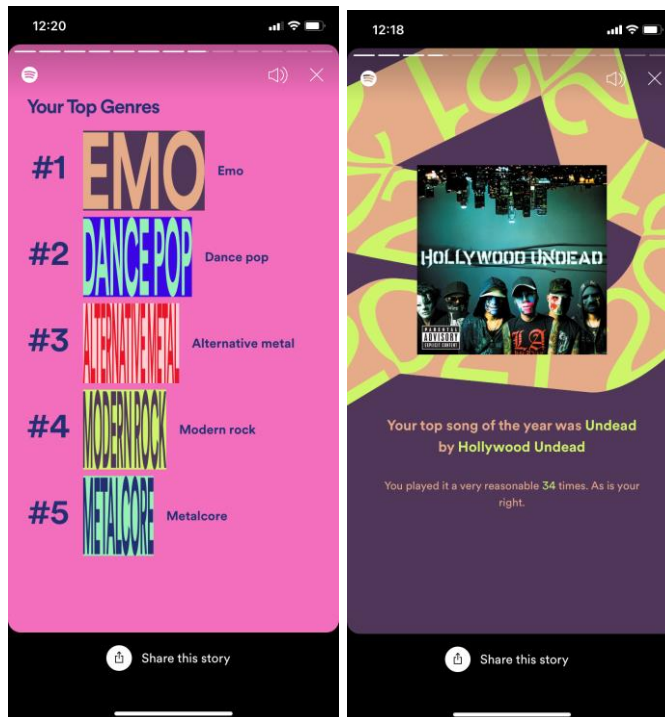 12:20
Your Top Genres
#1 EMO Emo
#2 DANCE POP Dance pop
#3 ALTERNATIVE METAL Alternative metal
#4 MODERN ROCK Modern rock
#5 METALCORE Metalcore
Share this story
12:18
2021
2021
2021
HOLLYWOOD UNDEAD
PARENTAL
ADVISORY
EXPLICIT CONTENT
Your top song of the year was Undead
by Hollywood Undead
You played it a very reasonable 34 times. As is your
right.
Share this story